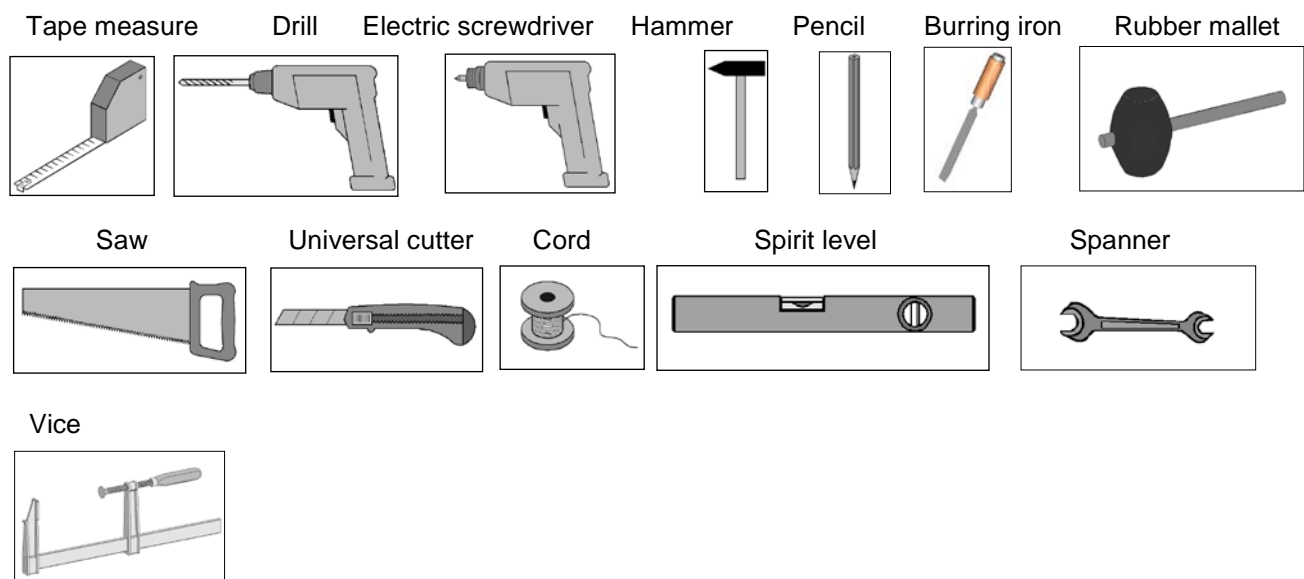 Tape measure Drill Electric screwdriver Hammer Pencil Burring iron Rubber mallet
Saw Universal cutter Cord Spirit level Spanner
Vice